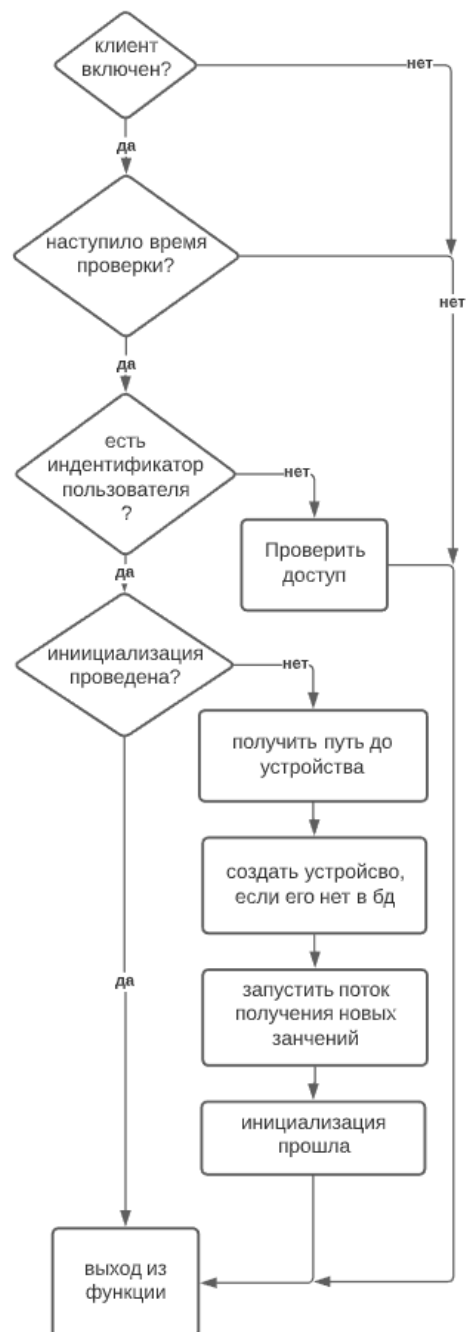 клиент
включен?
нет
да
наступило время
проверки?
нет
да
есть
индентификатор
пользователя
?
нет
Проверить
доступ
да
иниициализация
проведена?
нет
получить путь до
устройства
создать устройсво,
если его нет в бд
запустить поток
получения новых
занчений
да
инициализация
прошла
выход из
функции